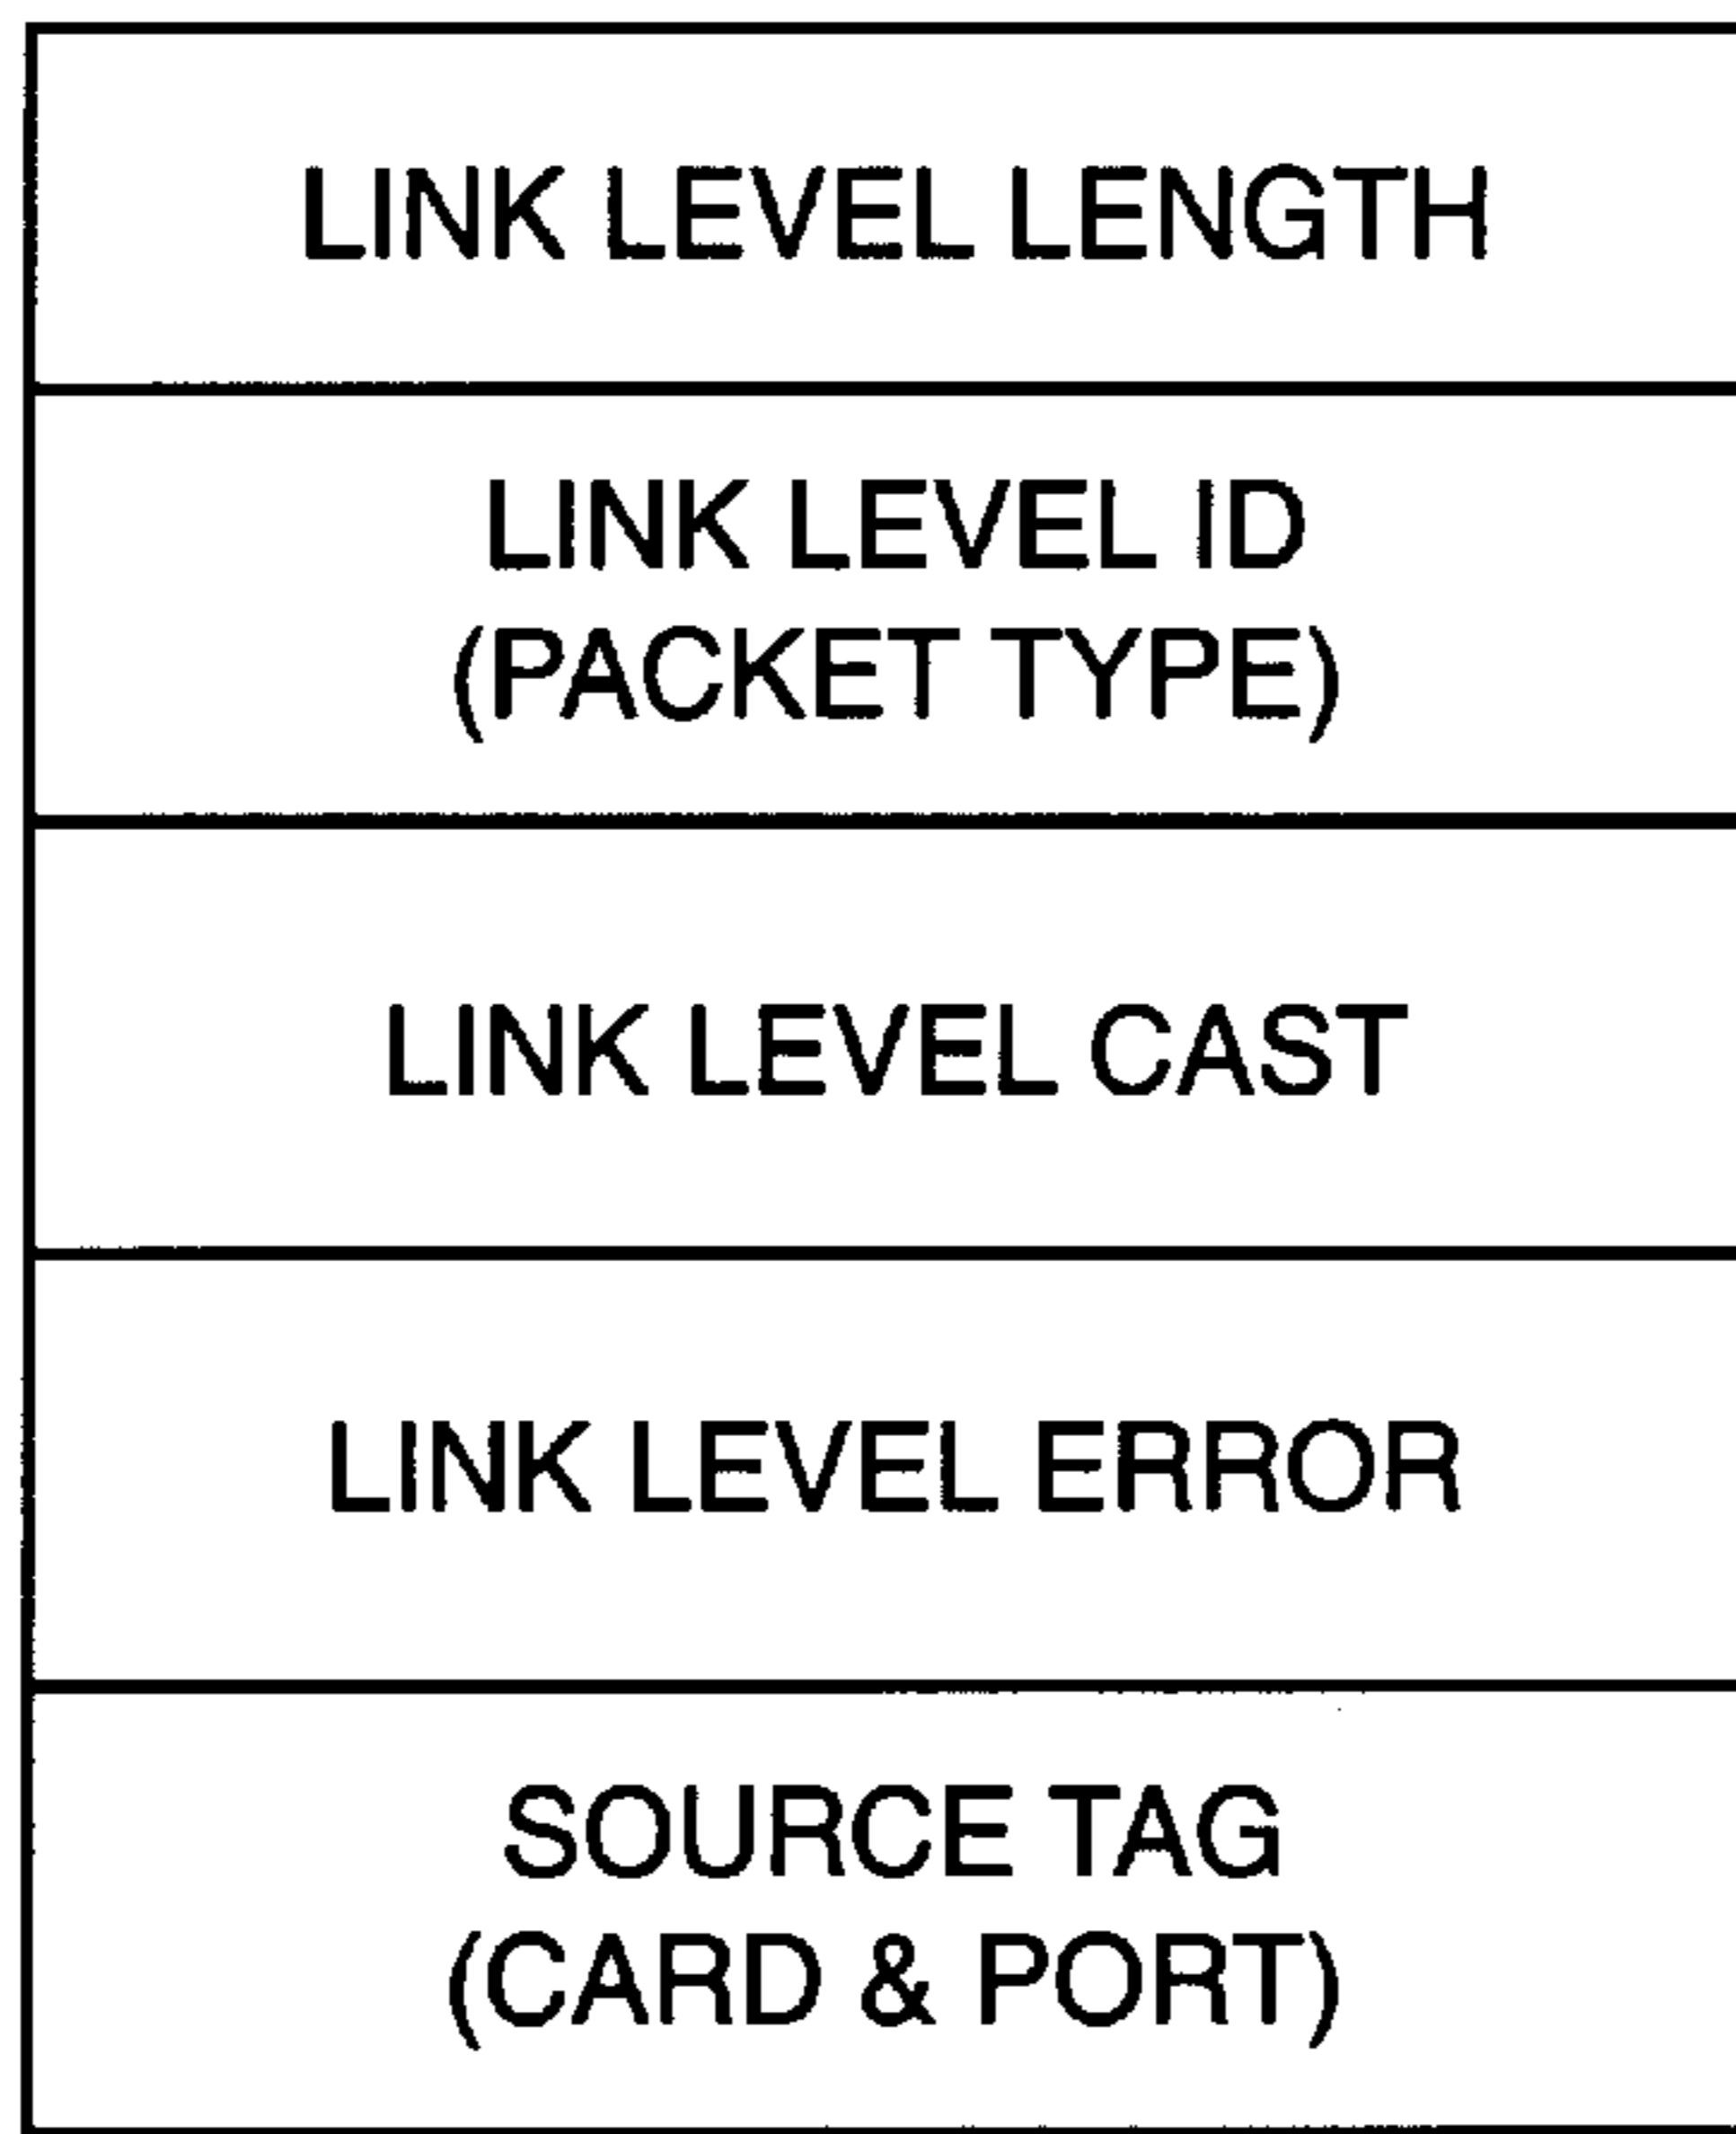 LINK LEVEL LENGTH
LINK LEVEL ID
(PACKET TYPE)
LINK LEVEL CAST
LINK LEVEL ERROR
SOURCE TAG
(CARD & PORT)